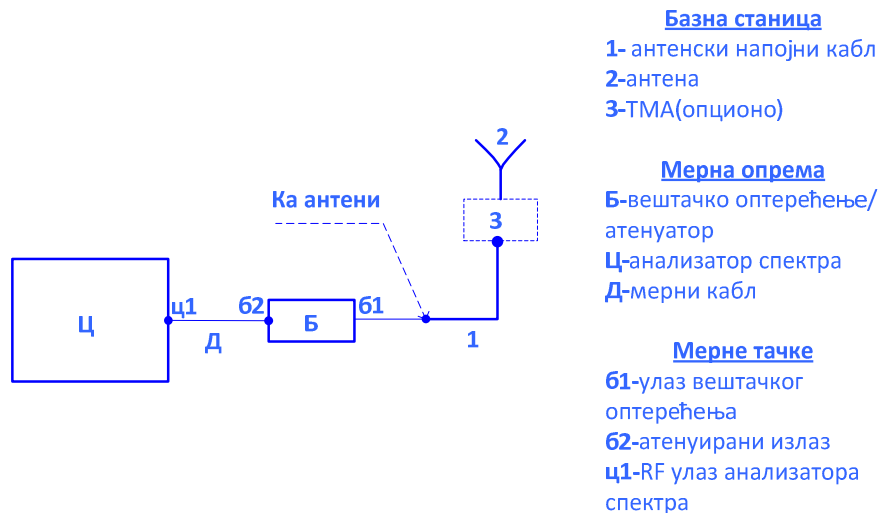 Базна станица
1- антенски напојни кабл
2-антена
3-ТМА(опционо)
Мерна опрема
Б-вештачко оптерећење/
атенуатор
Ц-анализатор спектра
Д-мерни кабл
Мерне тачке
б1-улаз вештачког
оптерећења
б2-атенуирани излаз
ц1-RF улаз анализатора
спектра
2
Ка антени
3
ц1
б2
б1
Ц
Б
Д
1